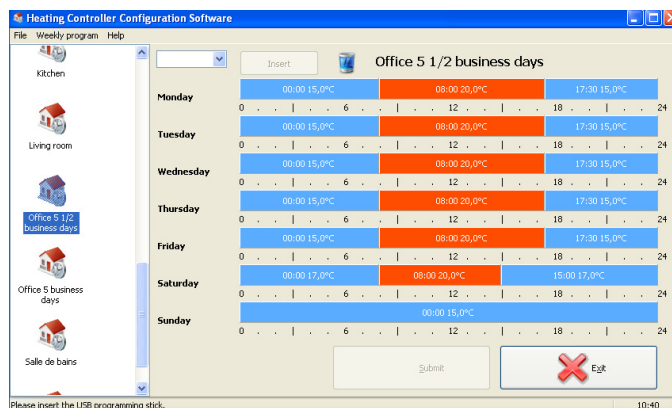 Heating Controller Configuration Software
File Weekly program Help
Kitchen
Living room
Office 5 1/2
business days
Office 5 business
days
Salle de bains
Insert
Office 5 1/2 business days
Monday
00:00 15,0°C 08:00 20,0°C 17:30 15,0°C
0 . . | . . 6 . . | . . 12 . . | . . 18 . . | . . 24
Tuesday
00:00 15,0°C 08:00 20,0°C 17:30 15,0°C
0 . . | . . 6 . . | . . 12 . . | . . 18 . . | . . 24
Wednesday
00:00 15,0°C 08:00 20,0°C 17:30 15,0°C
0 . . | . . 6 . . | . . 12 . . | . . 18 . . | . . 24
Thursday
00:00 15,0°C 08:00 20,0°C 17:30 15,0°C
0 . . | . . 6 . . | . . 12 . . | . . 18 . . | . . 24
Friday
00:00 15,0°C 08:00 20,0°C 17:30 15,0°C
0 . . | . . 6 . . | . . 12 . . | . . 18 . . | . . 24
Saturday
00:00 17,0°C 08:00 20,0°C 15:00 17,0°C
0 . . | . . 6 . . | . . 12 . . | . . 18 . . | . . 24
Sunday
00:00 15,0°C
0 . . | . . 6 . . | . . 12 . . | . . 18 . . | . . 24
Submit
Exit
Please insert the USB programming stick. 10:40